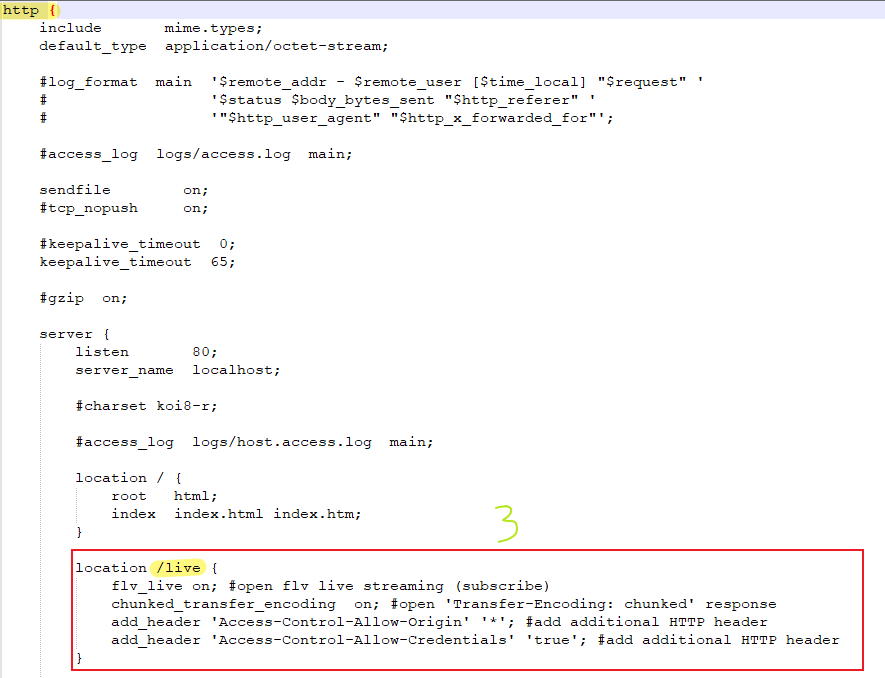 http {
include       mime.types;
default_type  application/octet-stream;
#log_format  main  '$remote_addr - $remote_user [$time_local] "$request" '
#                  '$status $body_bytes_sent "$http_referer" '
#                  '"$http_user_agent" "$http_x_forwarded_for"';
#access_log  logs/access.log  main;
sendfile        on;
#tcp_nopush     on;
#keepalive_timeout  0;
keepalive_timeout  65;
#gzip  on;
server {
listen       80;
server_name  localhost;
#charset koi8-r;
#access_log  logs/host.access.log  main;
location / {
root   html;
index  index.html index.htm;
}
3
location /live {
flv_live on; #open flv live streaming (subscribe)
chunked_transfer_encoding  on; #open 'Transfer-Encoding: chunked' response
add_header 'Access-Control-Allow-Origin' '*'; #add additional HTTP header
add_header 'Access-Control-Allow-Credentials' 'true'; #add additional HTTP header
}